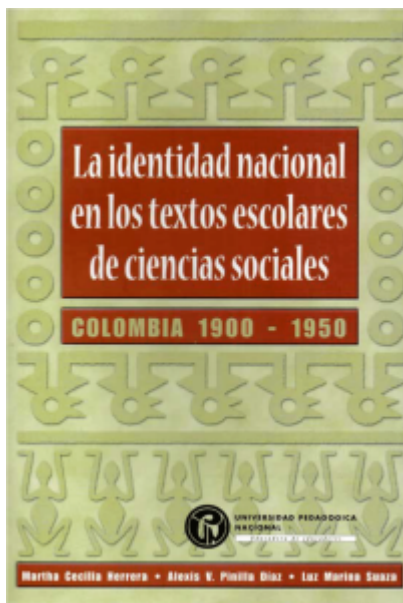 La identidad nacional
en los textos escolares
de ciencias sociales
COLOMBIA 1900 - 1950
UNIVERSIDAD PEDAGOGICA
NACIONAL
Martha Cecilia Herrera • Alexis V. Pinilla Díaz • Luz Marina Suaza